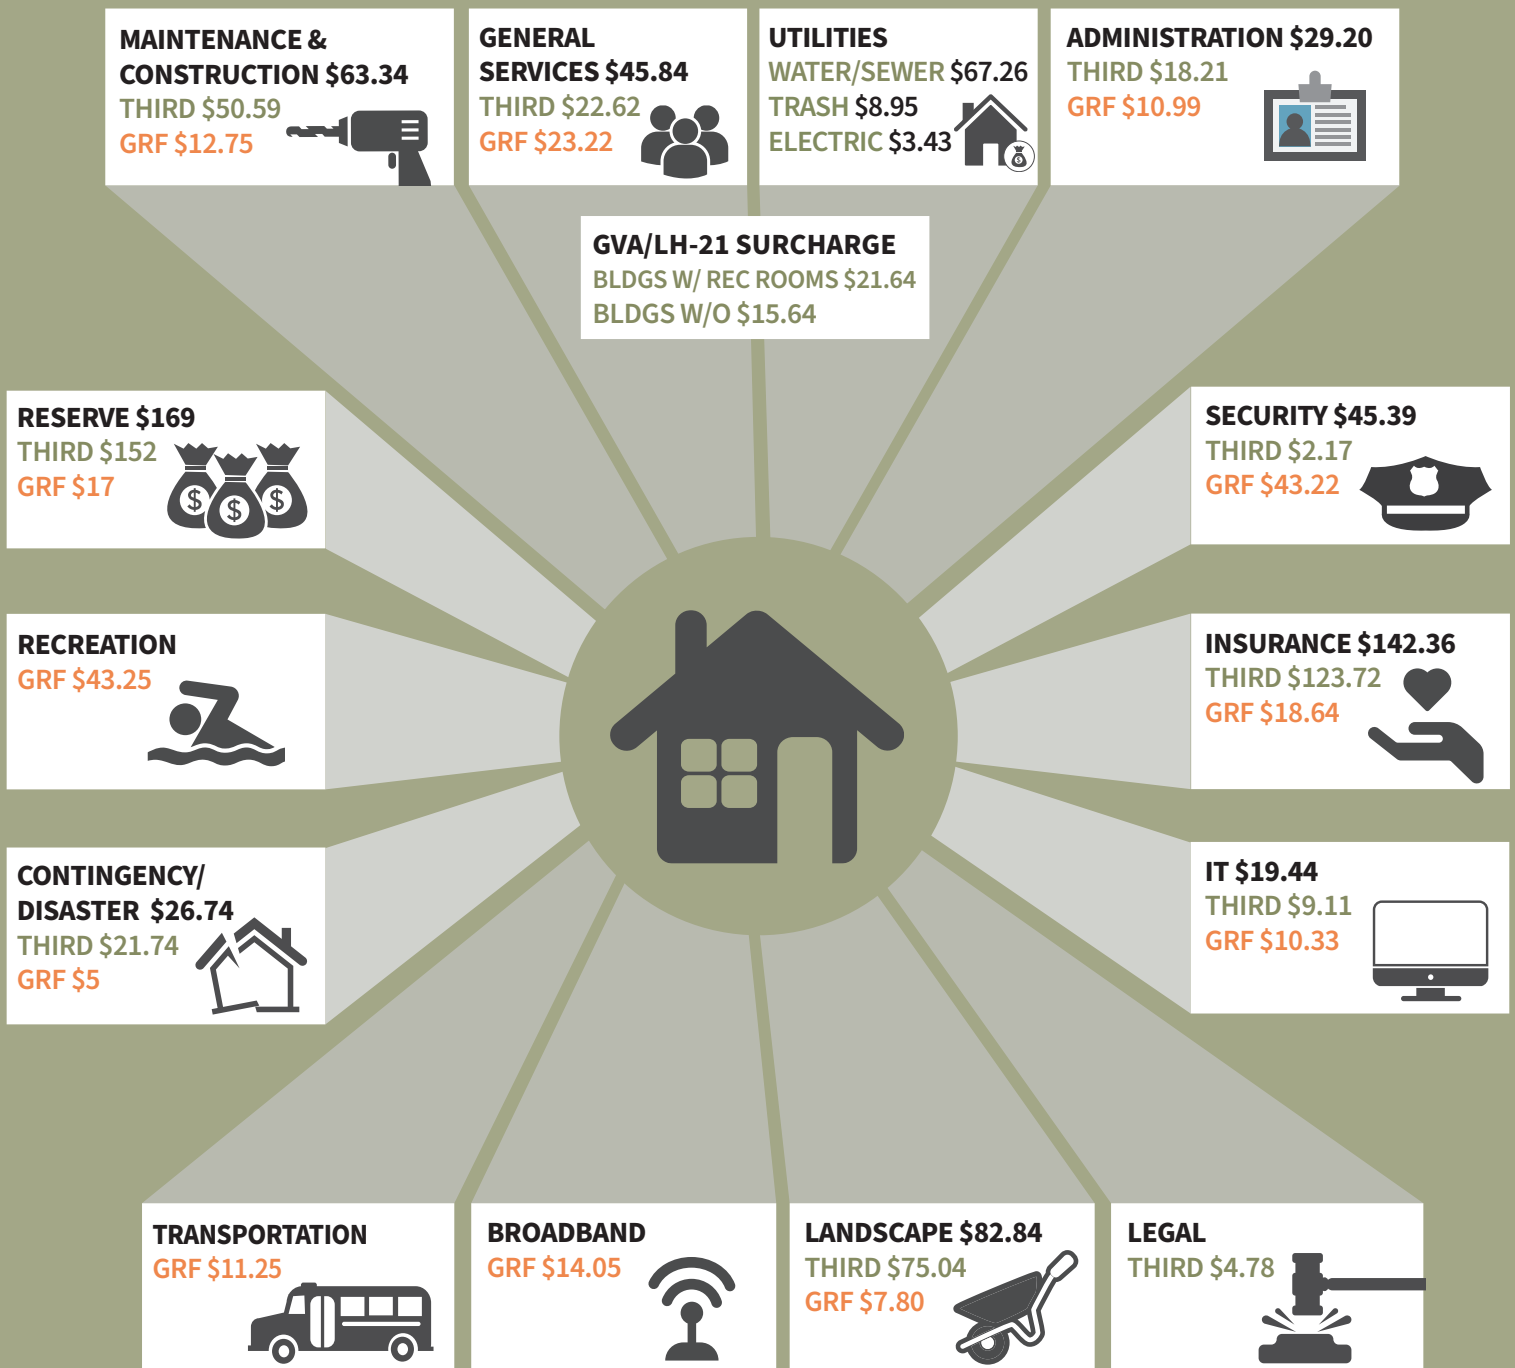 MAINTENANCE &
CONSTRUCTION $63.34
THIRD $50.59
GRF $12.75
GENERAL
SERVICES $45.84
THIRD $22.62
GRF $23.22
UTILITIES
WATER/SEWER $67.26
TRASH $8.95
ELECTRIC $3.43
$
ADMINISTRATION $29.20
THIRD $18.21
GRF $10.99
GVA/LH-21 SURCHARGE
BLDGS W/ REC ROOMS $21.64
BLDGS W/O $15.64
RESERVE $169
THIRD $152
GRF $17
$ $ $
SECURITY $45.39
THIRD $2.17
GRF $43.22
RECREATION
GRF $43.25
INSURANCE $142.36
THIRD $123.72
GRF $18.64
CONTINGENCY/
DISASTER $26.74
THIRD $21.74
GRF $5
IT $19.44
THIRD $9.11
GRF $10.33
TRANSPORTATION
GRF $11.25
BROADBAND
GRF $14.05
LANDSCAPE $82.84
THIRD $75.04
GRF $7.80
LEGAL
THIRD $4.78